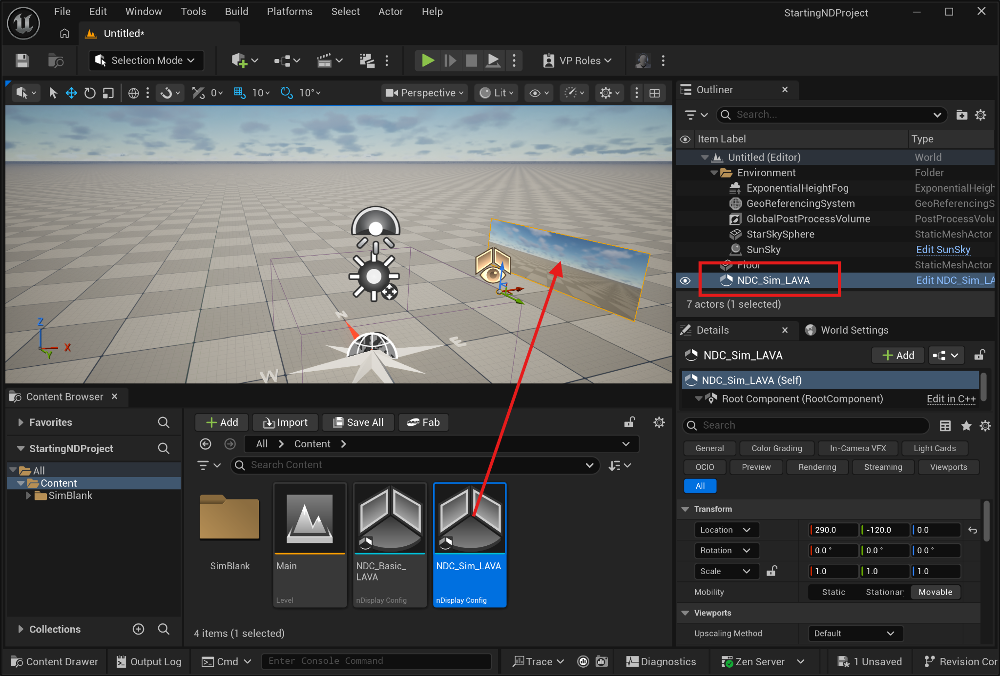 File Edit Window Tools Build Platforms Select Actor Help
StartingNDProject
Untitled*
Selection Mode
VP Roles
0
10
10°
Perspective
Lit
Z
X
Y
N
E
W
Outliner
Search...
Item Label Type
Untitled (Editor) World
Environment Folder
ExponentialHeightFog ExponentialHeigh
GeoReferencingSystem GeoReferencingS
GlobalPostProcessVolume PostProcessVolu
StarSkySphere StaticMeshActor
SunSky Edit SunSky
Floor StaticMeshActor
NDC_Sim_LAVA Edit NDC_Sim_LA
7 actors (1 selected)
Details
World Settings
NDC_Sim_LAVA
Add
NDC_Sim_LAVA (Self)
Root Component (RootComponent) Edit in C++
Search
General Color Grading In-Camera VFX Light Cards
OCIO Preview Rendering Streaming Viewports
All
Transform
Location 290.0 -120.0 0.0
Rotation 0.0 ° 0.0 ° 0.0 °
Scale 1.0 1.0 1.0
Mobility Static Stationar Movable
Viewports
Upscaling Method Default
Content Browser
Favorites
StartingNDProject
All
Content
SimBlank
Collections
Add Import Save All Fab
All > Content >
Search Content
SimBlank
Main
Level
NDC_Basic_
LAVA
nDisplay Config
NDC_Sim_LAVA
nDisplay Config
4 items (1 selected)
Content Drawer Output Log Cmd Enter Console Command Trace Diagnostics Zen Server 1 Unsaved Revision Cor